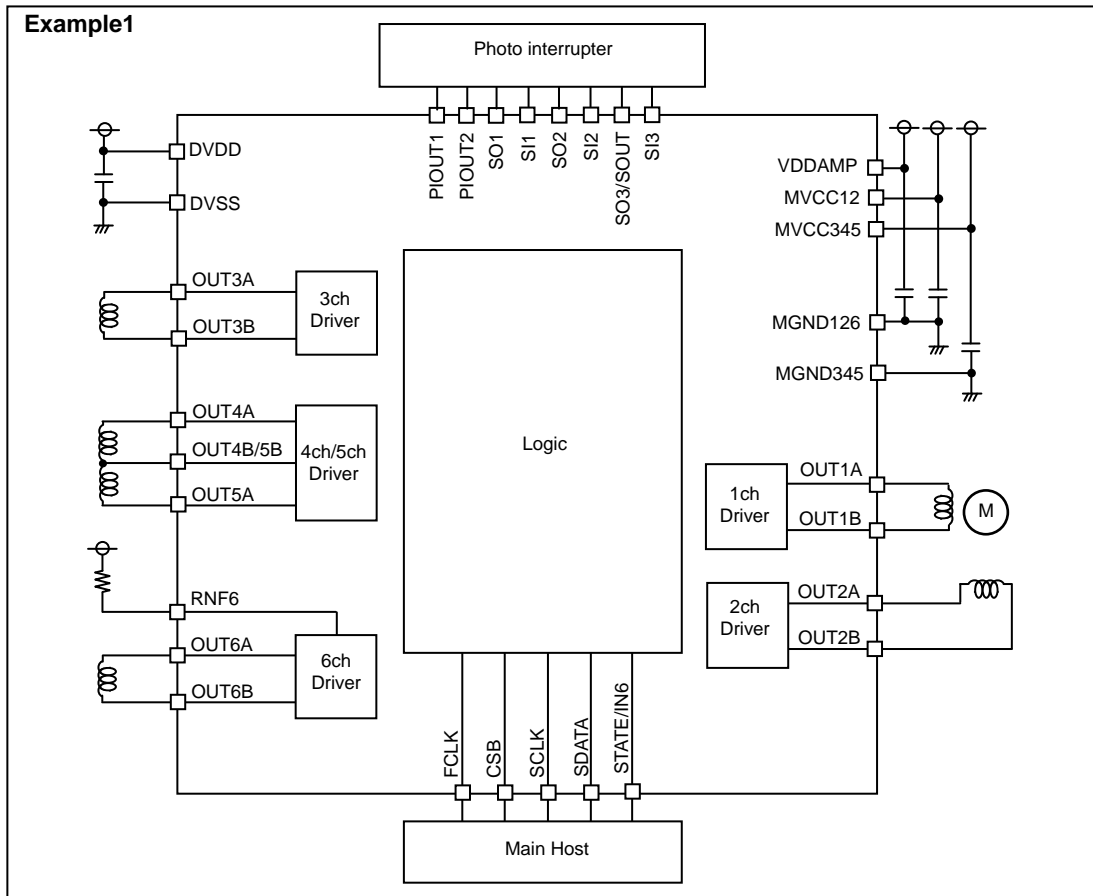 Example1
Photo interrupter
PIOUT1
PIOUT2
SO1
SI1
SO2
SI2
SO3/SOUT
SI3
DVDD
DVSS
VDDAMP
MVCC12
MVCC345
MGND126
MGND345
OUT3A
OUT3B
3ch
Driver
OUT4A
OUT4B/5B
OUT5A
4ch/5ch
Driver
RNF6
OUT6A
OUT6B
6ch
Driver
Logic
1ch
Driver
OUT1A
OUT1B
M
2ch
Driver
OUT2A
OUT2B
FCLK
CSB
SCLK
SDATA
STATE/IN6
Main Host